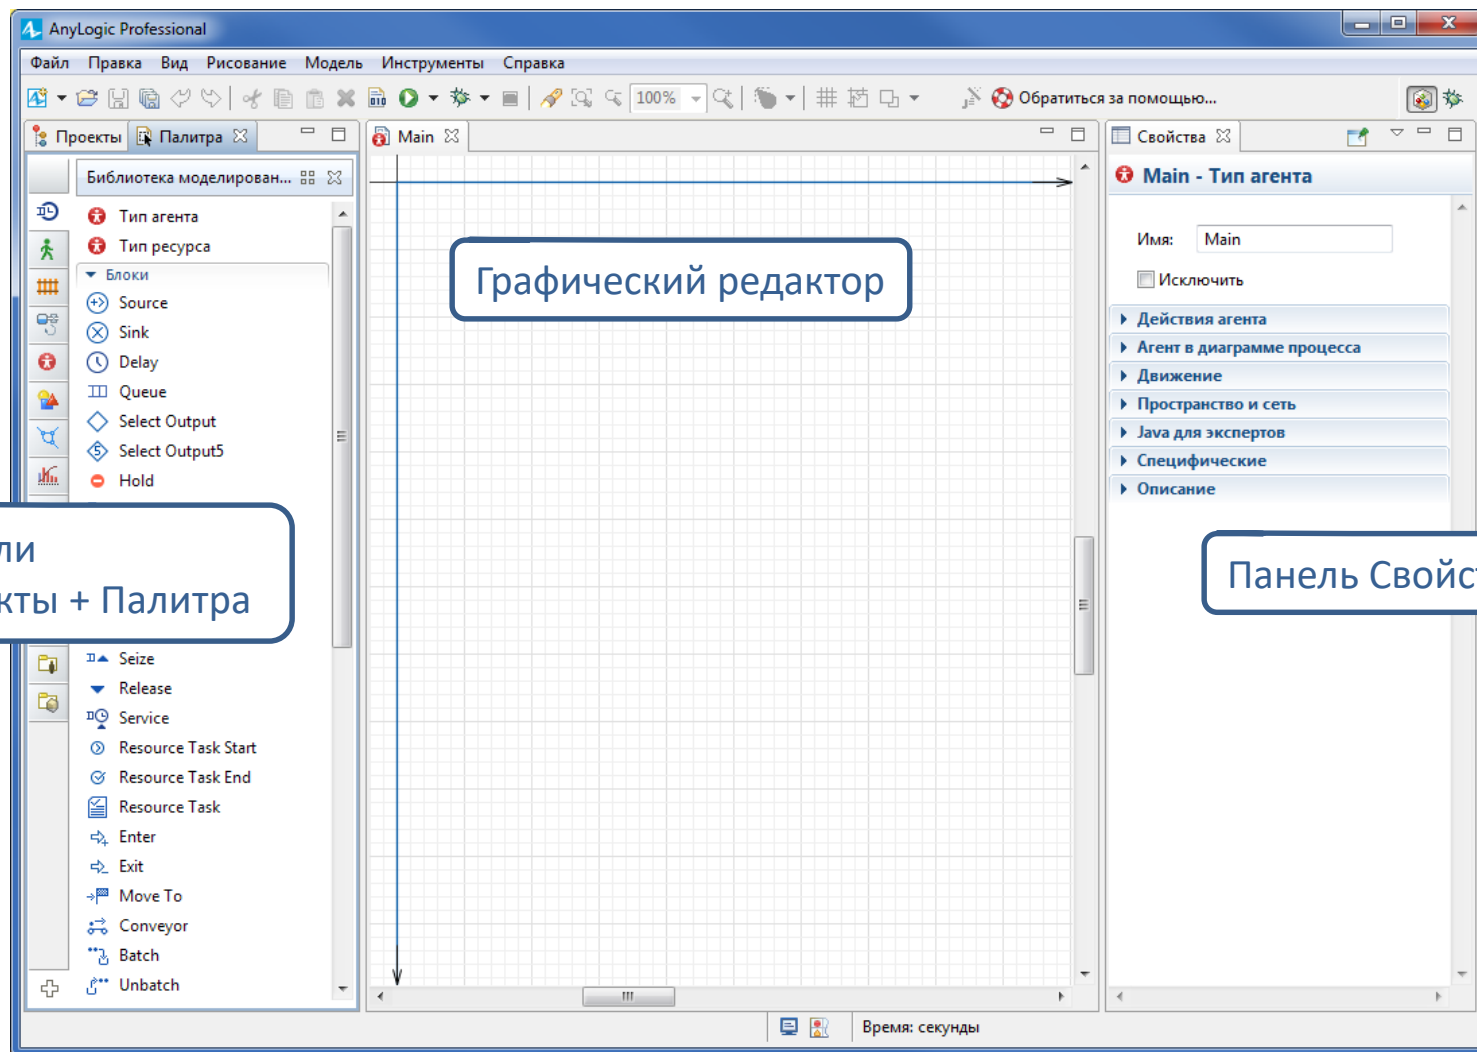 AnyLogic Professional
Файл Правка Вид Рисование Модель Инструменты Справка
100% Обратиться за помощью...
Проекты Палитра
Main
Свойства
Библиотека моделирован...
Main - Тип агента
Тип агента
Тип ресурса
Блоки
Source
Sink
Delay
Queue
Select Output
Select Output5
Hold
Seize
Release
Service
Resource Task Start
Resource Task End
Resource Task
Enter
Exit
Move To
Conveyor
Batch
Unbatch
Графический редактор
ли
кты + Палитра
Имя: Main
Исключить
Действия агента
Агент в диаграмме процесса
Движение
Пространство и сеть
Java для экспертов
Специфические
Описание
Панель Свойст
Время: секунды